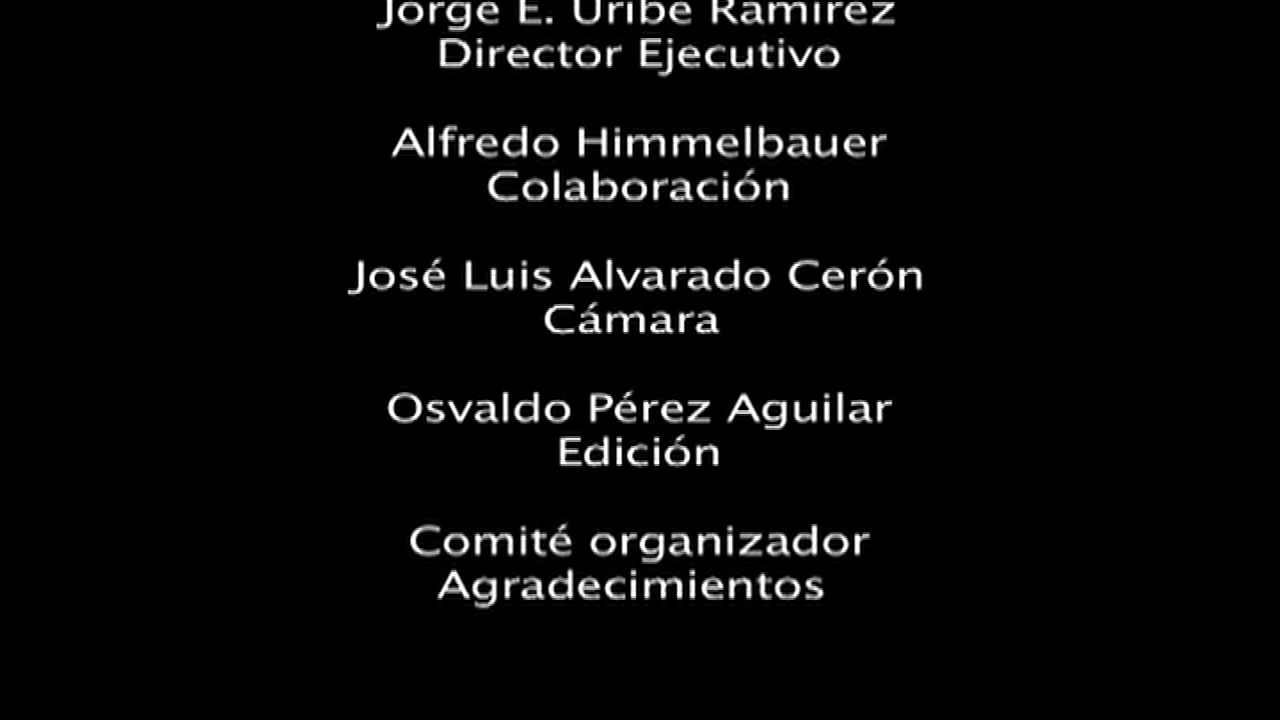 Jorge E. Uribe Ramírez
Director Ejecutivo
Alfredo Himmelbauer
Colaboración
José Luis Alvarado Cerón
Cámara
Osvaldo Pérez Aguilar
Edición
Comité organizador
Agradecimientos